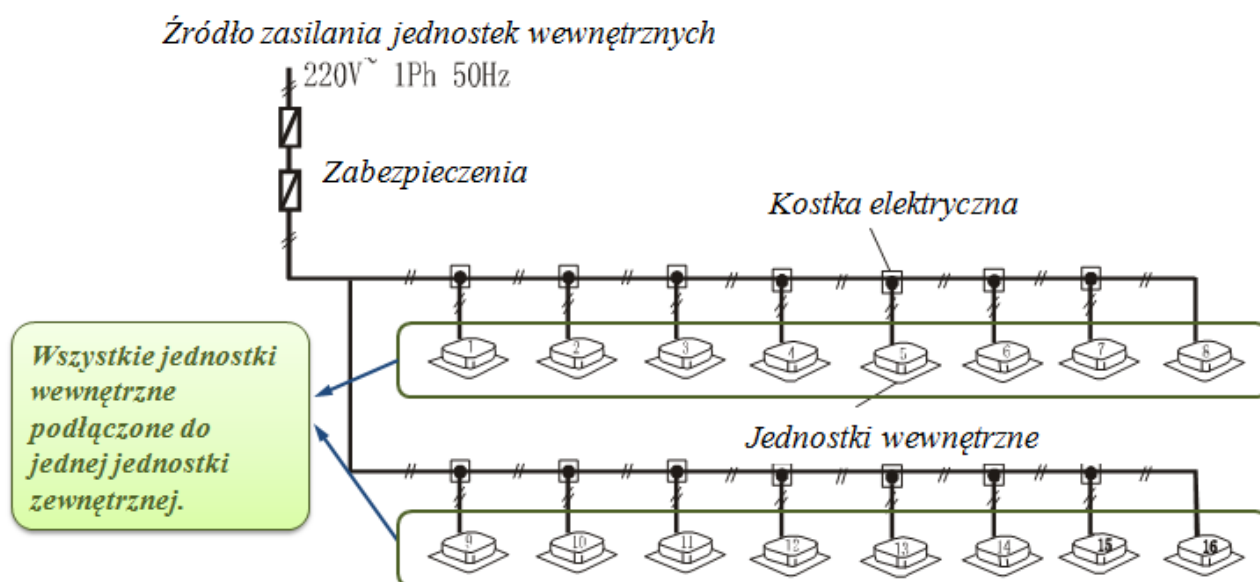 Źródło zasilania jednostek wewnętrznych
220V~ 1Ph 50Hz
Zabezpieczenia
Kostka elektryczna
1 2 3 4 5 6 7 8
Wszystkie jednostki
wewnętrzne
podłączone do
jednej jednostki
zewnętrznej.
Jednostki wewnętrzne
9 10 11 12 13 14 15 16